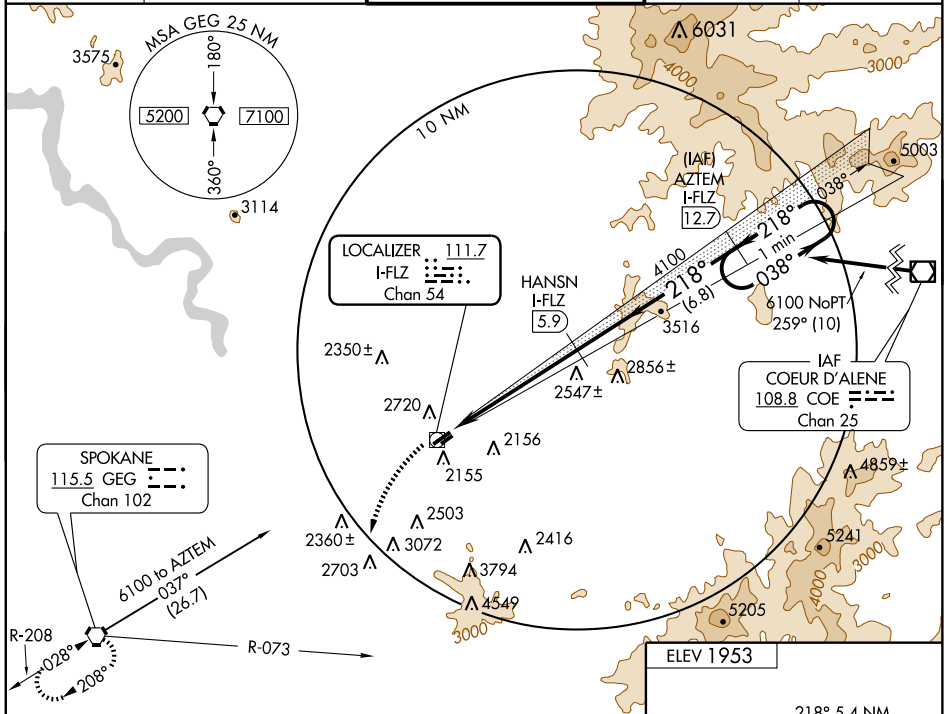 MSA GEG 25 NM
180°
5200
7100
360°
3575
3114
10 NM
6031
4000
3000
5003
(IAF)
AZTEM
I-FLZ
12.7
038°
218°
1 min
038°
4100
218°
(6.8)
LOCALIZER 111.7
I-FLZ
Chan 54
HANSN
I-FLZ
5.9
3516
6100 NoPT
259° (10)
IAF
COEUR D'ALENE
108.8 COE
Chan 25
2350±
2547±
2856±
2720
2156
2155
4859±
SPOKANE
115.5 GEG
Chan 102
2503
2360±
3072
2416
2703
3794
4549
3000
5241
3000
4000
5205
6100 to AZTEM
037°
(26.7)
R-208
028°
208°
R-073
ELEV 1953
218° 5.4 NM